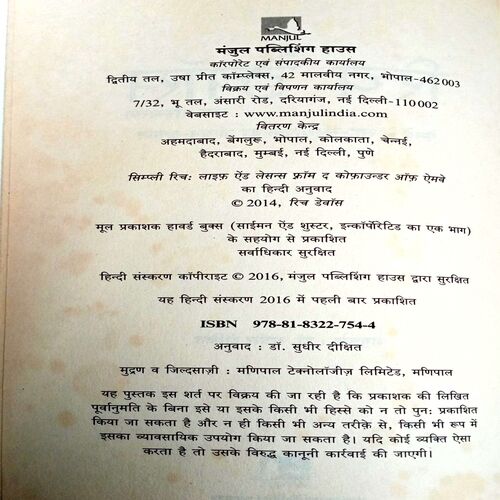 MANJUL
मंजुल पब्लिशिंग हाउस
कॉरपोरेट एवं संपादकीय कार्यालय
द्वितीय तल, उषा प्रीत कॉम्प्लेक्स, 42 मालवीय नगर, भोपाल-462 003
विक्रय एवं विपणन कार्यालय
7/32, भू तल, अंसारी रोड, दरियागंज, नई दिल्ली-110 002
वेबसाइट : www.manjulindia.com
वितरण केन्द्र
अहमदाबाद, बेंगलुरू, भोपाल, कोलकाता, चेन्नई,
हैदराबाद, मुम्बई, नई दिल्ली, पुणे
सिम्प्ली रिच: लाइफ़ ऐंड लेसन्स फ़्रॉम द कोफ़ाउन्डर ऑफ़ ऐमवे
का हिन्दी अनुवाद
© 2014, रिच डेवॉस
मूल प्रकाशक हावर्ड बुक्स (साईमन ऐंड शुस्टर, इन्कॉर्पोरेटिड का एक भाग)
के सहयोग से प्रकाशित
सर्वाधिकार सुरक्षित
हिन्दी संस्करण कॉपीराइट © 2016, मंजुल पब्लिशिंग हाउस द्वारा सुरक्षित
यह हिन्दी संस्करण 2016 में पहली बार प्रकाशित
ISBN 978-81-8322-754-4
अनुवाद : डॉ. सुधीर दीक्षित
मुद्रण व जिल्दसाज़ी : मणिपाल टेक्नोलॉजीज़ लिमिटेड, मणिपाल
यह पुस्तक इस शर्त पर विक्रय की जा रही है कि प्रकाशक की लिखित
पूर्वानुमति के बिना इसे या इसके किसी भी हिस्से को न तो पुन: प्रकाशित
किया जा सकता है और न ही किसी भी अन्य तरीक़े से, किसी भी रूप में
इसका व्यावसायिक उपयोग किया जा सकता है। यदि कोई व्यक्ति ऐसा
करता है तो उसके विरुद्ध कानूनी कार्रवाई की जाएगी।